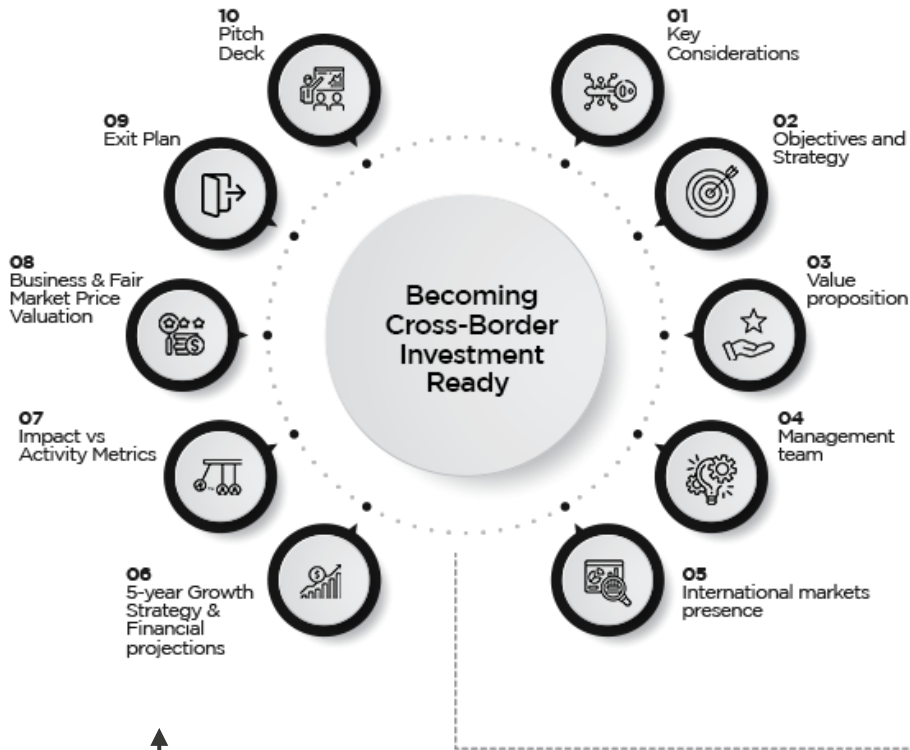 Becoming
Cross-Border
Investment
Ready
01
Key
Considerations
02
Objectives and
Strategy
03
Value
proposition
04
Management
team
05
International markets
presence
06
5-year Growth
Strategy &
Financial
projections
07
Impact vs
Activity Metrics
08
Business & Fair
Market Price
Valuation
09
Exit Plan
10
Pitch
Deck